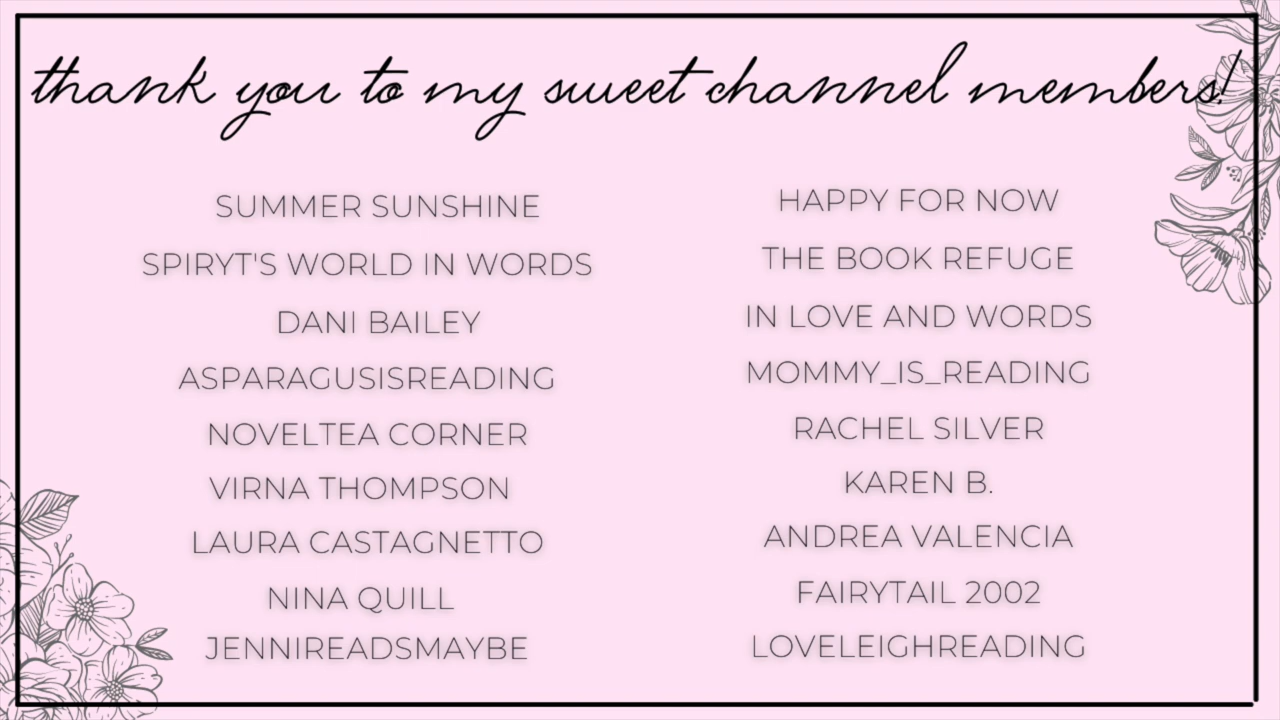 thank you to my sweet channel members!
SUMMER SUNSHINE
SPIRYT'S WORLD IN WORDS
DANI BAILEY
ASPARAGUSISREADING
NOVELTEA CORNER
VIRNA THOMPSON
LAURA CASTAGNETTO
NINA QUILL
JENNIREADSMAYBE
HAPPY FOR NOW
THE BOOK REFUGE
IN LOVE AND WORDS
MOMMY_IS_READING
RACHEL SILVER
KAREN B.
ANDREA VALENCIA
FAIRYTAIL 2002
LOVELEIGHREADING